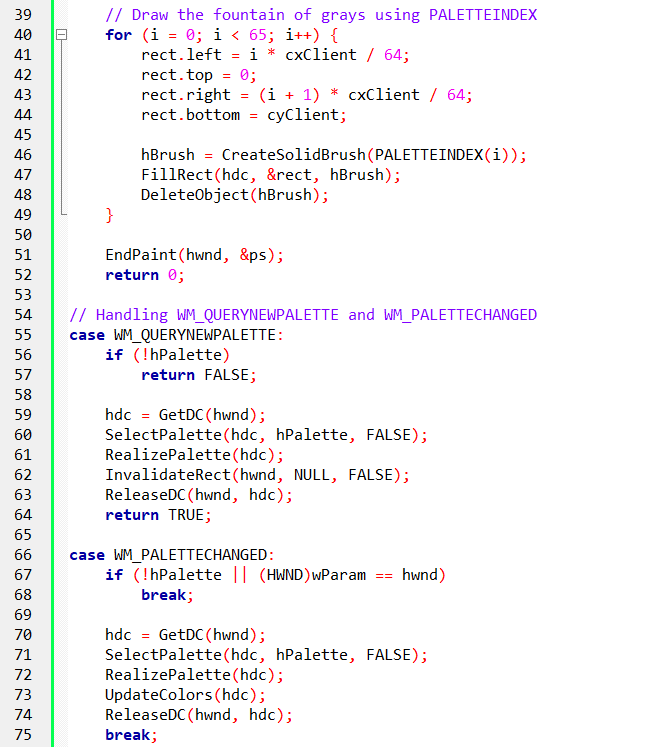 39 // Draw the fountain of grays using PALETTEINDEX
40 for (i = 0; i < 65; i++) {
41 rect.left = i * cxClient / 64;
42 rect.top = 0;
43 rect.right = (i + 1) * cxClient / 64;
44 rect.bottom = cyClient;
45
46 hBrush = CreateSolidBrush(PALETTEINDEX(i));
47 FillRect(hdc, &rect, hBrush);
48 DeleteObject(hBrush);
49 }
50
51 EndPaint(hwnd, &ps);
52 return 0;
53
54 // Handling WM_QUERYNEWPALETTE and WM_PALETTECHANGED
55 case WM_QUERYNEWPALETTE:
56 if (!hPalette)
57 return FALSE;
58
59 hdc = GetDC(hwnd);
60 SelectPalette(hdc, hPalette, FALSE);
61 RealizePalette(hdc);
62 InvalidateRect(hwnd, NULL, FALSE);
63 ReleaseDC(hwnd, hdc);
64 return TRUE;
65
66 case WM_PALETTECHANGED:
67 if (!hPalette || (HWND)wParam == hwnd)
68 break;
69
70 hdc = GetDC(hwnd);
71 SelectPalette(hdc, hPalette, FALSE);
72 RealizePalette(hdc);
73 UpdateColors(hdc);
74 ReleaseDC(hwnd, hdc);
75 break;